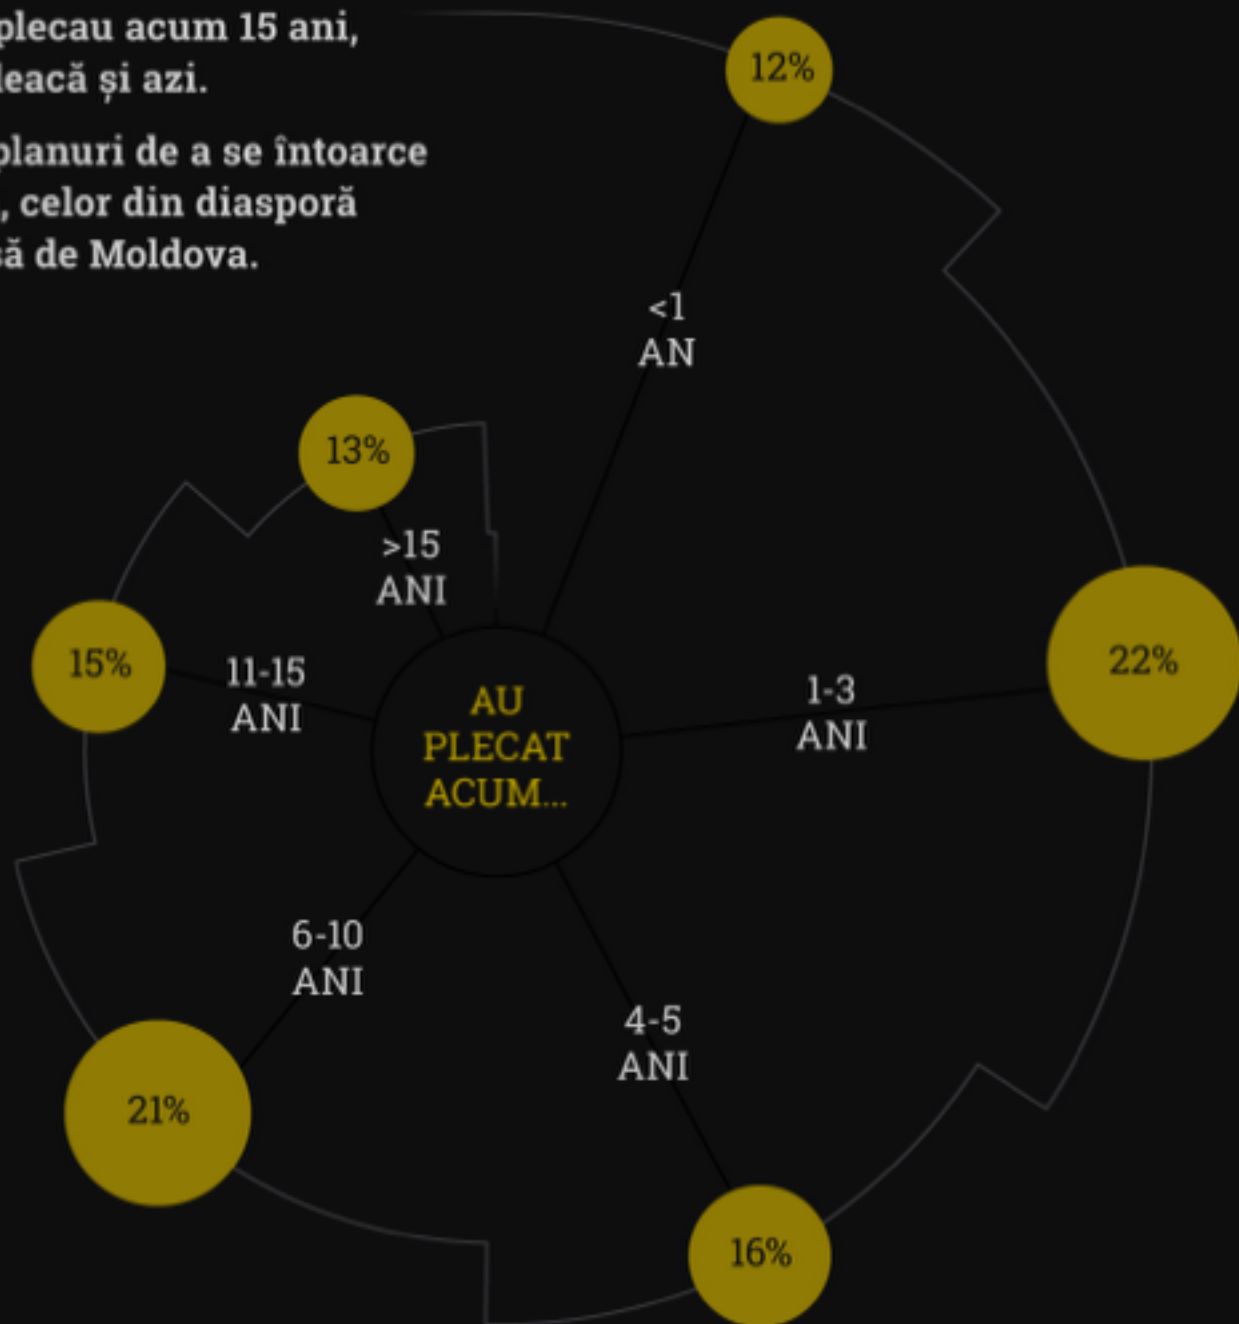 plecau acum 15 ani,
și azi.
planuri de a se întoarce
celor din diasporă
de Moldova.
12%
<1
AN
13%
>15
ANI
22%
1-3
ANI
15%
11-15
ANI
AU
PLECAT
ACUM...
6-10
ANI
4-5
ANI
21%
16%